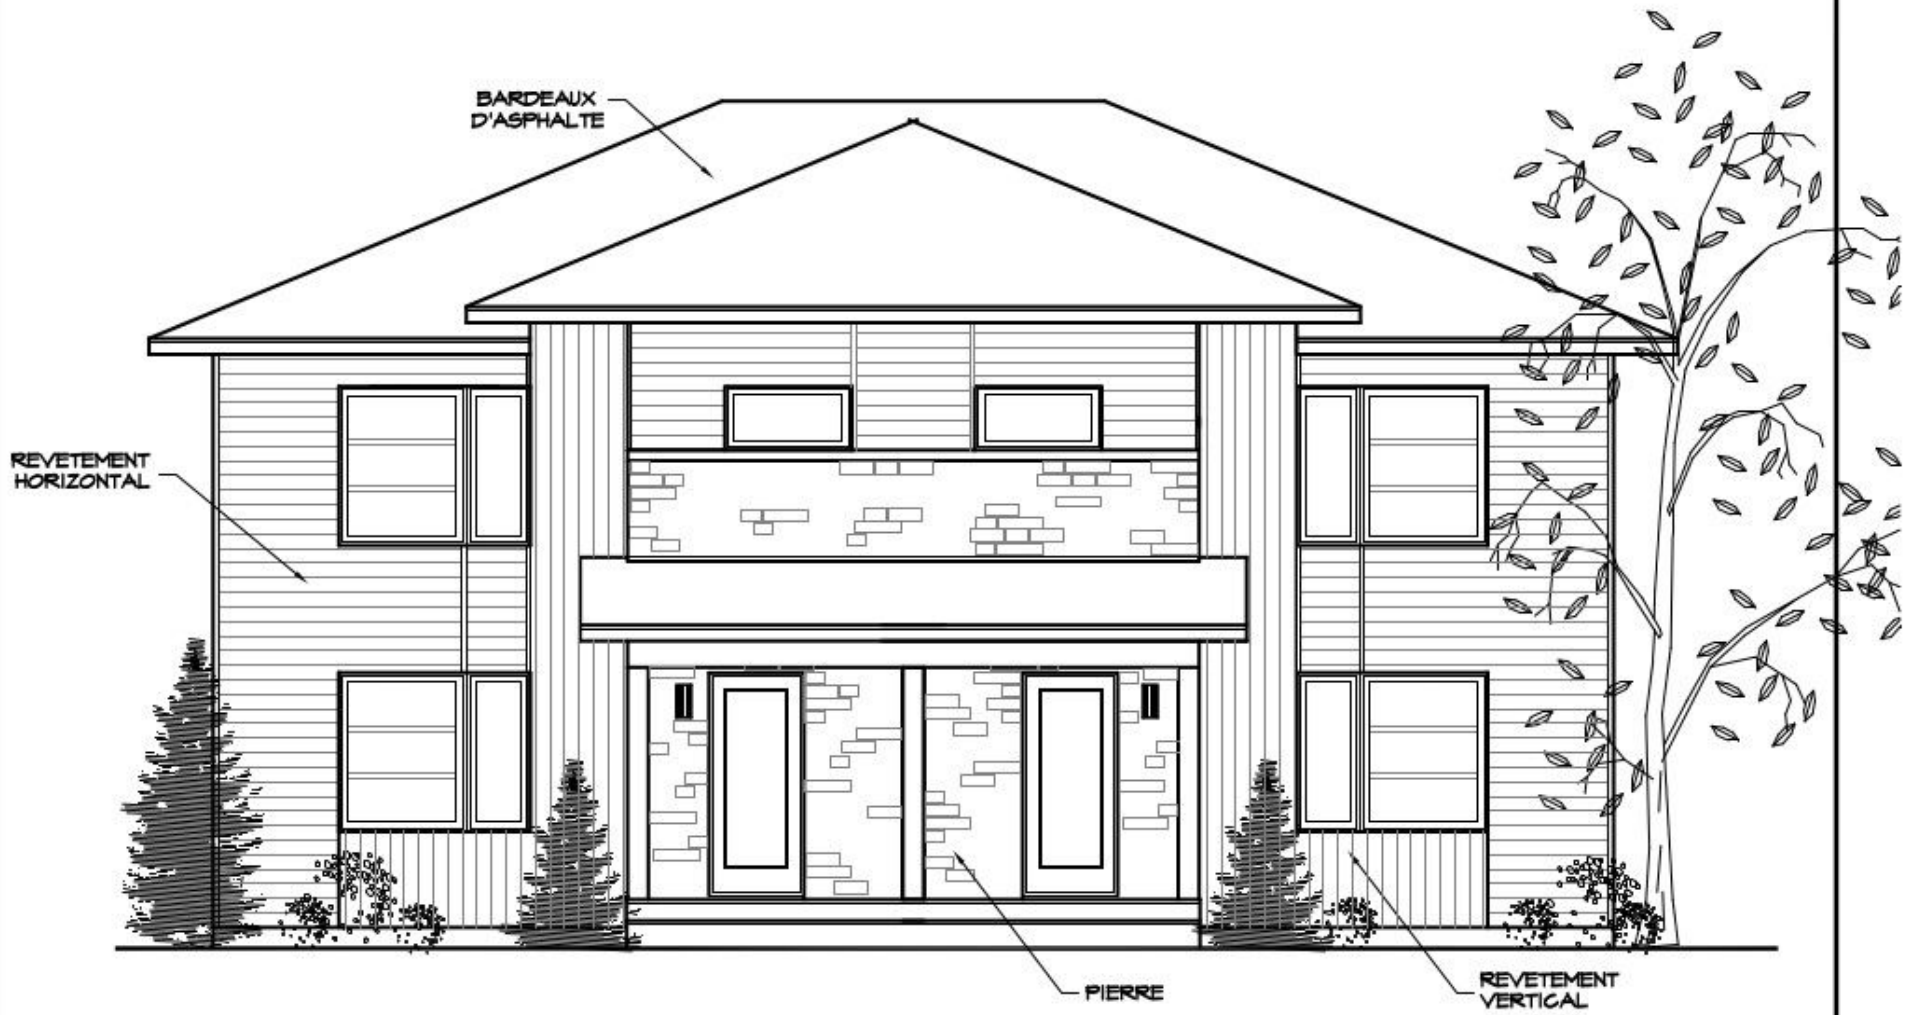 BARDEAUX
D'ASPHALTE
REVETEMENT
HORIZONTAL
PIERRE
REVETEMENT
VERTICAL